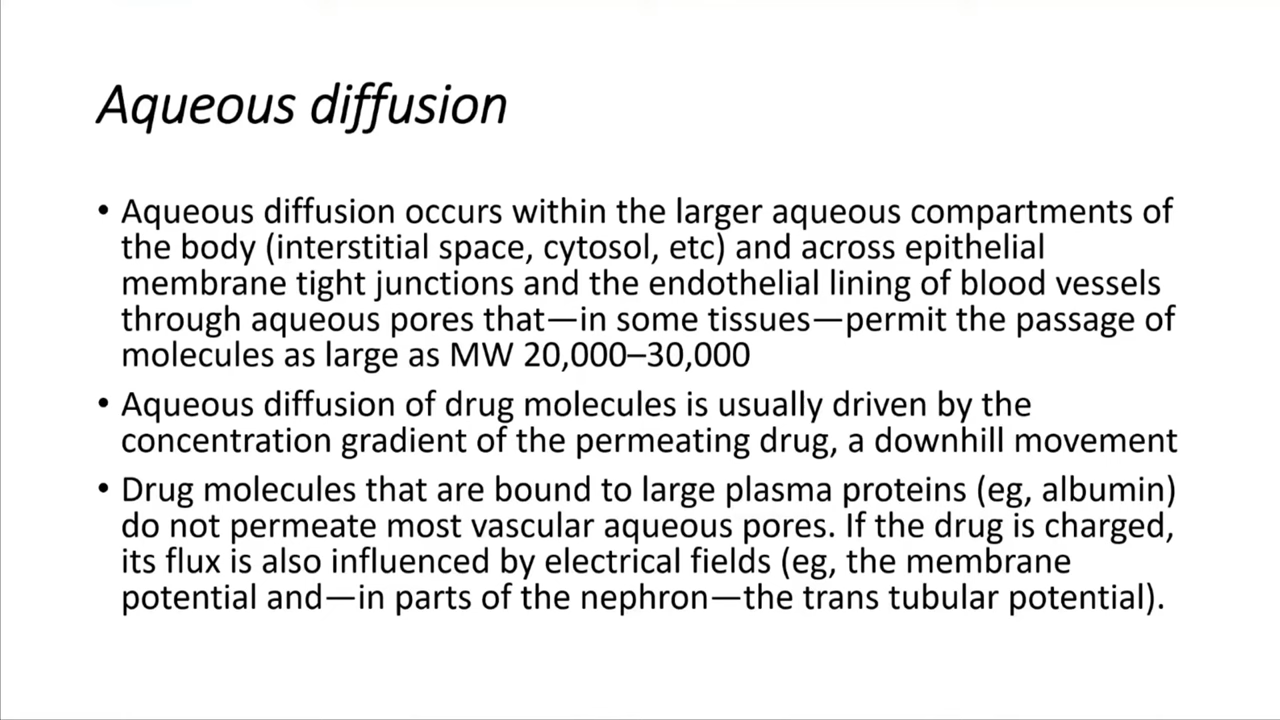 Aqueous diffusion
• Aqueous diffusion occurs within the larger aqueous compartments of
the body (interstitial space, cytosol, etc) and across epithelial
membrane tight junctions and the endothelial lining of blood vessels
through aqueous pores that—in some tissues—permit the passage of
molecules as large as MW 20,000–30,000
• Aqueous diffusion of drug molecules is usually driven by the
concentration gradient of the permeating drug, a downhill movement
• Drug molecules that are bound to large plasma proteins (eg, albumin)
do not permeate most vascular aqueous pores. If the drug is charged,
its flux is also influenced by electrical fields (eg, the membrane
potential and—in parts of the nephron—the trans tubular potential).